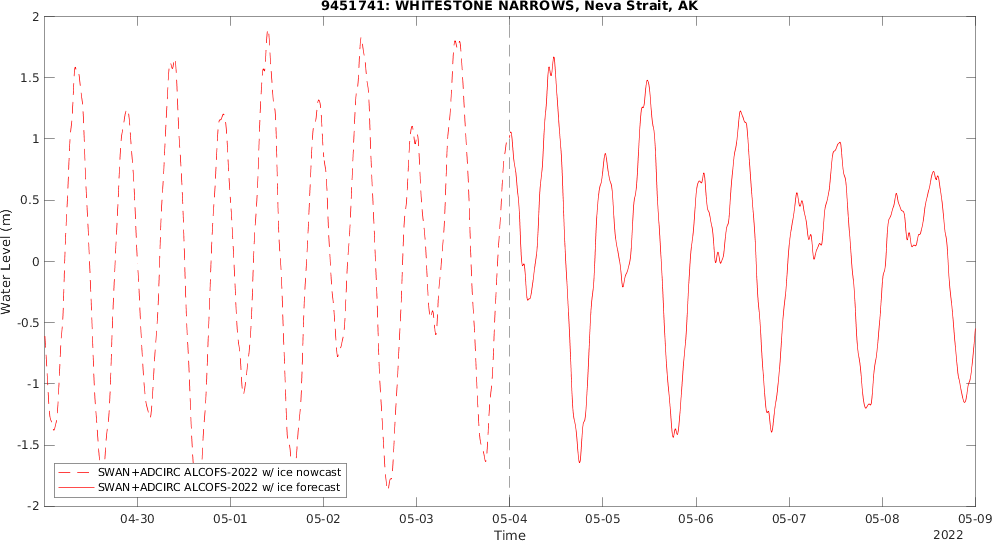 9451741: WHITESTONE NARROWS, Neva Strait, AK
2
1.5
1
0.5
0
-0.5
-1
-1.5
-2
Water Level (m)
SWAN+ADCIRC ALCOFS-2022 w/ ice nowcast
SWAN+ADCIRC ALCOFS-2022 w/ ice forecast
04-30 05-01 05-02 05-03 05-04 05-05 05-06 05-07 05-08 05-09
Time
2022